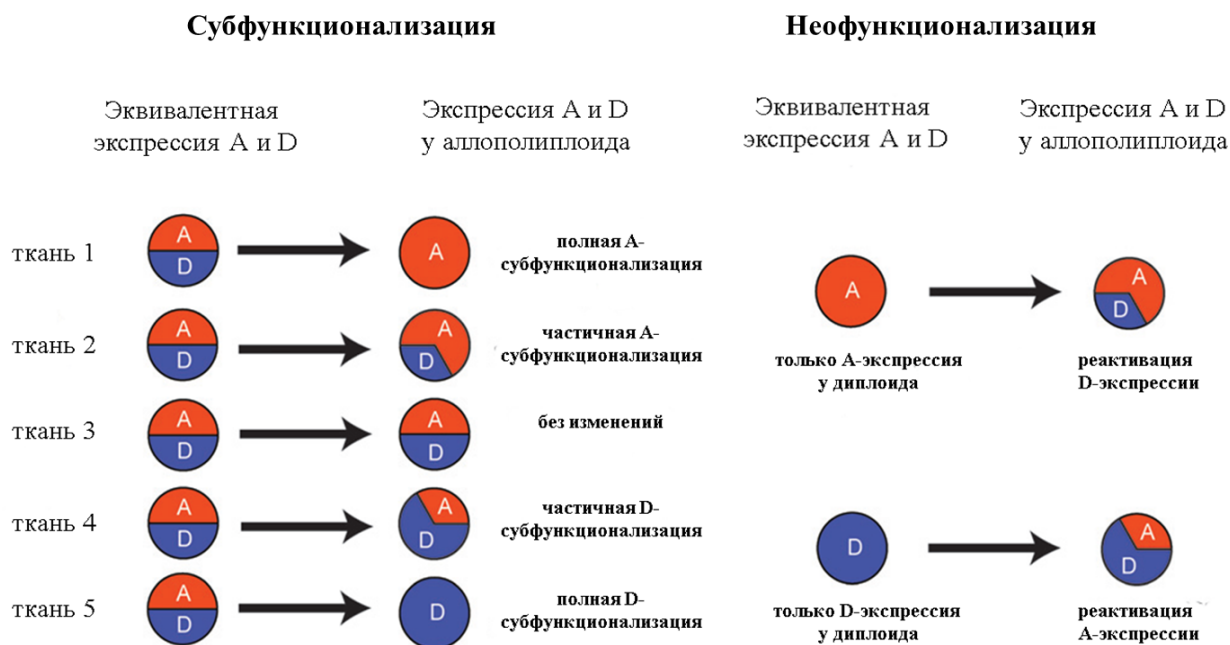 Субфункционализация
Эквивалентная
экспрессия A и D
Экспрессия A и D
у аллополиплоида
ткань 1
A
D
A
полная A-
субфункционализация
ткань 2
A
D
A
D
частичная A-
субфункционализация
ткань 3
A
D
A
D
без изменений
ткань 4
A
D
A
D
частичная D-
субфункционализация
ткань 5
A
D
D
полная D-
субфункционализация
Неофункционализация
Эквивалентная
экспрессия A и D
Экспрессия A и D
у аллополиплоида
A
A
D
только A-экспрессия
у диплоида
реактивация
D-экспрессии
D
A
D
только D-экспрессия
у диплоида
реактивация
A-экспрессии